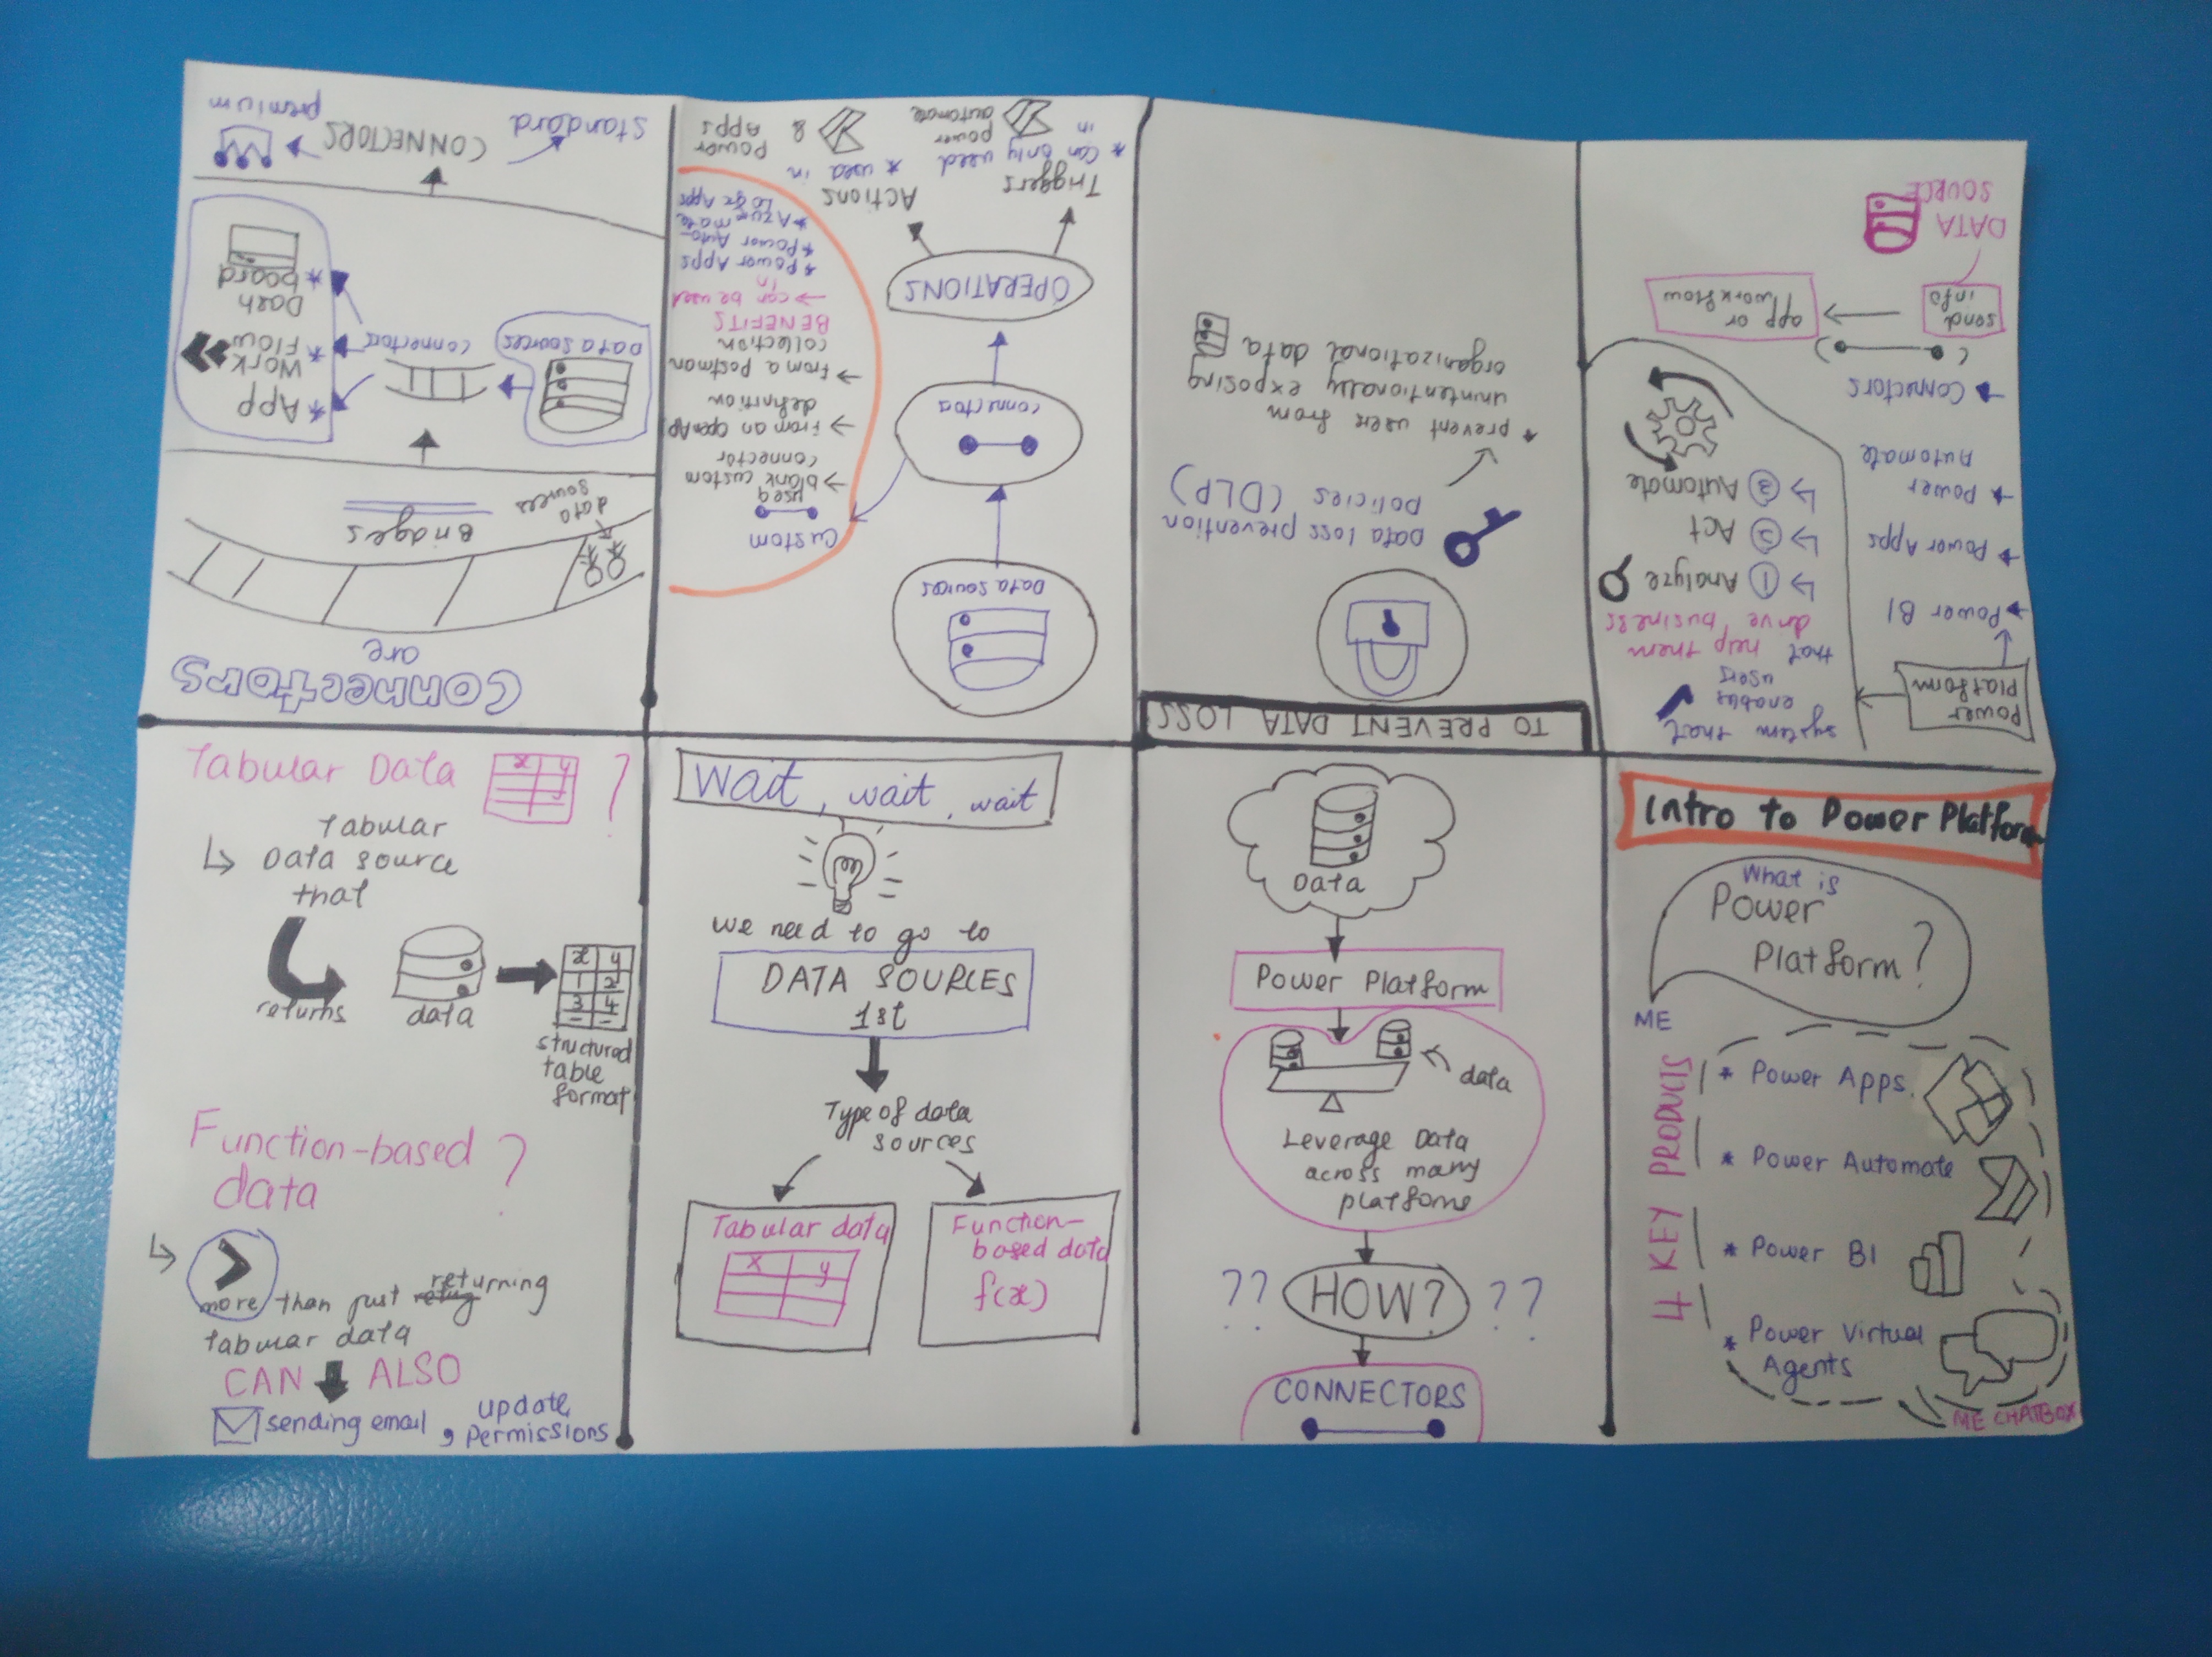 Intro to Power Platform
What is
Power
Platform?
ME
4 KEY PRODUCTS
* Power Apps
* Power Automate
* Power BI
* Power Virtual
Agents
ME CHATBOX
Data
Power Platform
data
Leverage Data
across many
platforms
?? HOW? ??
CONNECTORS
Wait, wait, wait
we need to go to
DATA SOURCES
1st
Type of data
sources
Tabular data
x y
Function-
based data
f(x)
Tabular Data ?
x y
Tabular
Data source
that
returns
data
x y
1 2
3 4
structured
table
format
Function-based
data ?
>
more than just returning
tabular data
CAN ALSO
sending email, update
permissions
Connectors
are
data
sources
Bridges
Data sources
connectors
* App
* Work
Flow
* Dash
board
CONNECTORS
Standard
premium
Data sources
connector
OPERATIONS
Triggers
* Can only used
in power
automate
Actions
* used in
&
Power
Apps
Custom
used
→ blank custom
connector
→ from an openAPI
definition
→ from a postman
collection
BENEFITS
→ can be used
in
* Power Apps
* Power Auto-
mate
* Azure
Logic Apps
TO PREVENT DATA LOSS
Data loss prevention
policies (DLP)
* prevent user from
unintentionally exposing
organizational data
Power
Platform
* Power BI
* Power Apps
* Power
Automate
* Connectors
system that
enables
users
that help them
drive business
① Analyze
② Act
③ Automate
send
info
app or
workflow
DATA
SOURCE